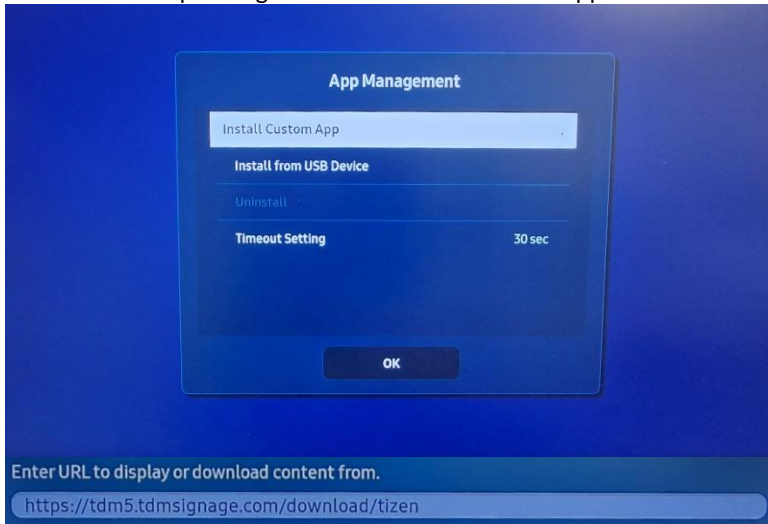 App Management
Install Custom App
Install from USB Device
Uninstall
Timeout Setting 30 sec
OK
Enter URL to display or download content from.
https://tdm5.tdmsignage.com/download/tizen